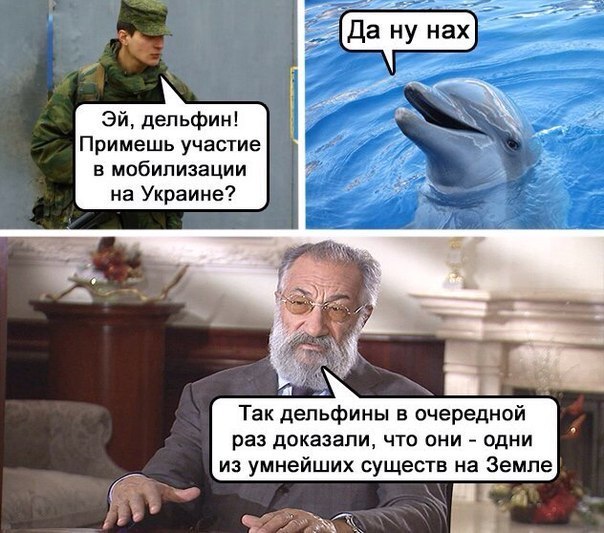 Эй, дельфин!
Примешь участие
в мобилизации
на Украине?
Да ну нах
Так дельфины в очередной
раз доказали, что они - одни
из умнейших существ на Земле